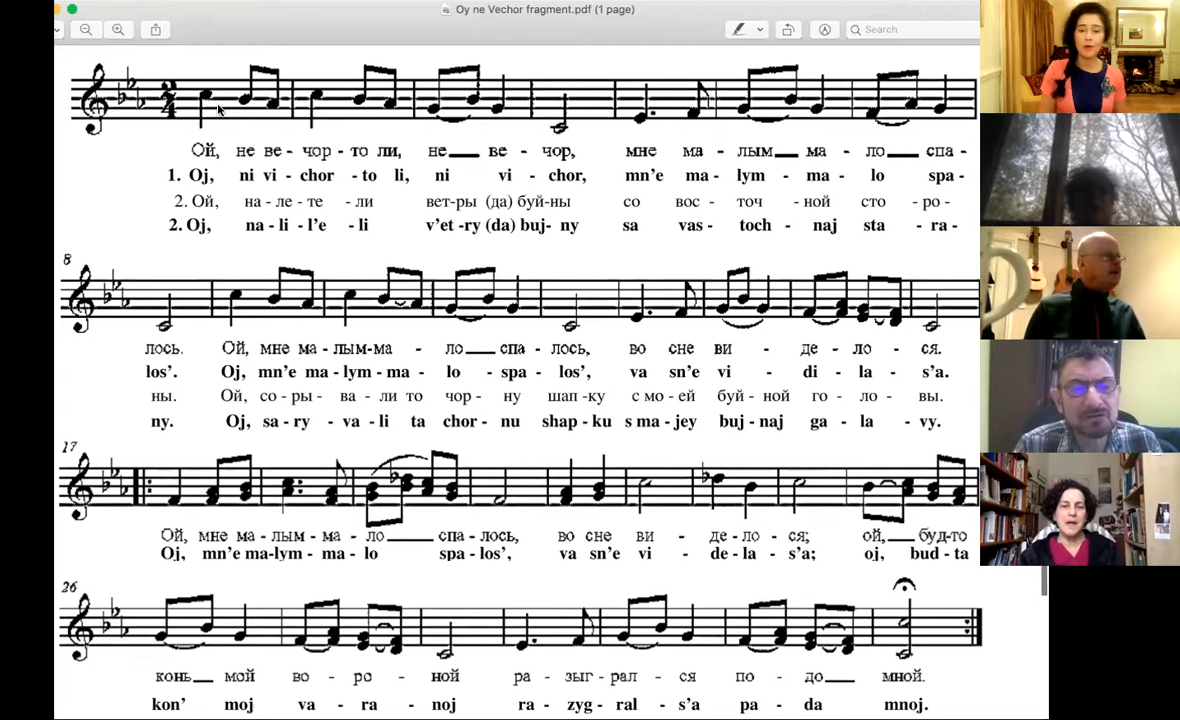 Oy ne Vechor fragment.pdf (1 page)
Search
Ой, не ве - чор - то ли, не ве - чор, мне ма - лым ма - ло спа -
1. Oj, ni vi - chor - to li, ni vi - chor, mn'e ma - lym - ma - lo spa -
2. Ой, на - ле - те - ли вет-ры (да) буй-ны со вос - точ - ной сто - ро -
2. Oj, na - li - l'e - li v'et -ry (da) buj- ny sa vas - toch - naj sta - ra -
8
лось. Ой, мне ма - лым-ма - ло спа - лось, во сне ви - де - ло - ся.
los'. Oj, mn'e ma - lym - ma - lo - spa - los', va sn'e vi - di - la - s'a.
ны. Ой, со - ры - ва - ли то чор - ну шап -ку с мо - ей буй - ной го - ло - вы.
ny. Oj, sa - ry - va - li ta chor - nu shap - ku s ma - jey buj - naj ga - la - vy.
17
Ой, мне ма - лым- ма - ло спа - лось, во сне ви - де - ло - ся; ой, буд-то
Oj, mn'e ma-lym - ma - lo spa - los', va sn'e vi - de - la - s'a; oj, bud - ta
26
конь мой во - ро - ной ра - зыг - рал - ся по - до мной.
kon' moj va - ra - noj ra - zyg - ral - s'a pa - da mnoj.